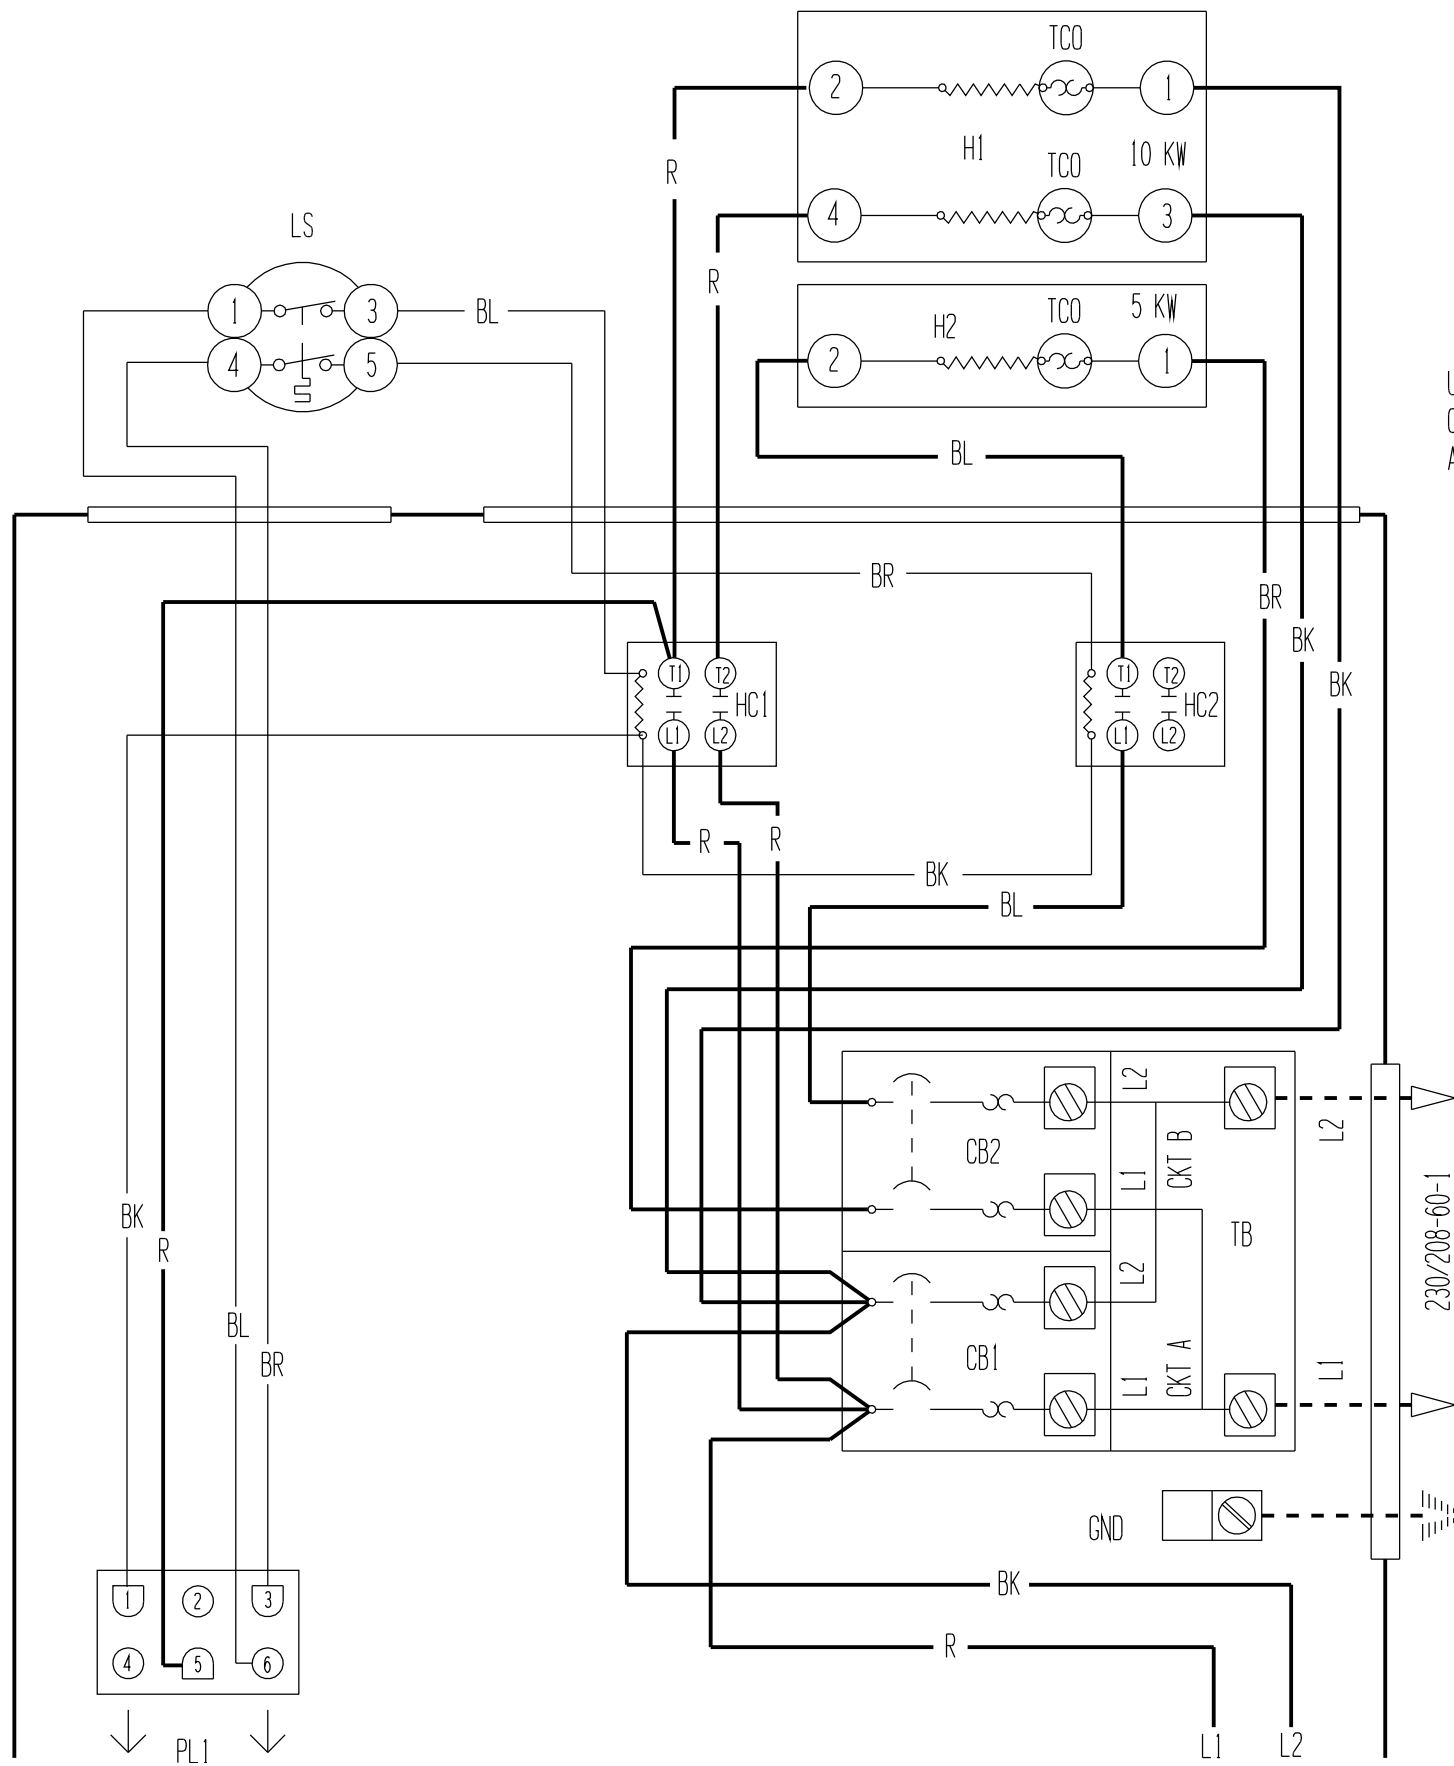 TCO
2
1
R
H1
TCO
10 KW
4
3
LS
R
1
3
BL
H2
TCO
5 KW
4
5
2
1
BL
BR
BR
BK
BK
T1
T2
HC1
L1
L2
T1
T2
HC2
L1
L2
R
R
BK
BL
L2
L2
CB2
L1
CKT B
TB
230/208-60-1
BK
R
L2
BL
BR
CB1
L1
CKT A
L1
GND
BK
R
1
2
3
4
5
6
PL1
L1
L2